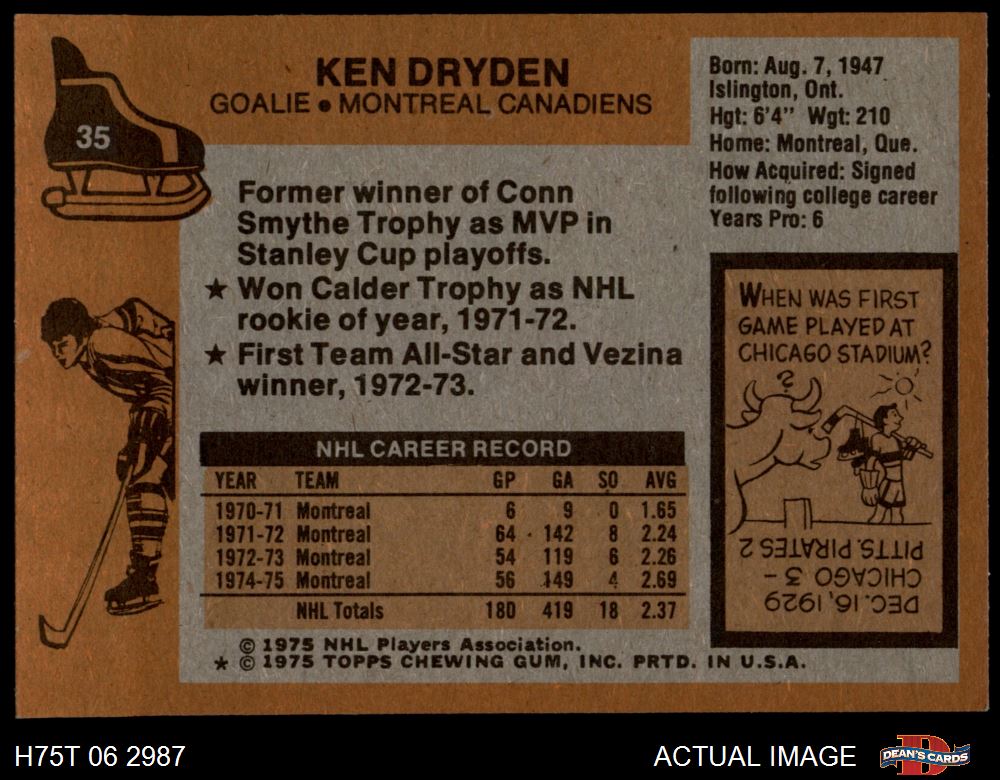 35
KEN DRYDEN
GOALIE • MONTREAL CANADIENS
Born: Aug. 7, 1947
Islington, Ont.
Hgt: 6'4" Wgt: 210
Home: Montreal, Que.
How Acquired: Signed
following college career
Years Pro: 6
Former winner of Conn
Smythe Trophy as MVP in
Stanley Cup playoffs.
★ Won Calder Trophy as NHL
rookie of year, 1971-72.
★ First Team All-Star and Vezina
winner, 1972-73.
NHL CAREER RECORD
YEAR TEAM GP GA SO AVG
1970-71 Montreal 6 9 0 1.65
1971-72 Montreal 64 142 8 2.24
1972-73 Montreal 54 119 6 2.26
1974-75 Montreal 56 149 4 2.69
NHL Totals 180 419 18 2.37
© 1975 NHL Players Association.
★ © 1975 TOPPS CHEWING GUM, INC. PRTD. IN U.S.A.
WHEN WAS FIRST
GAME PLAYED AT
CHICAGO STADIUM?
?
DEC. 16, 1929
CHICAGO 3 -
PITTS. PIRATES 2
H75T 06 2987
ACTUAL IMAGE
D
DEAN'S CARDS